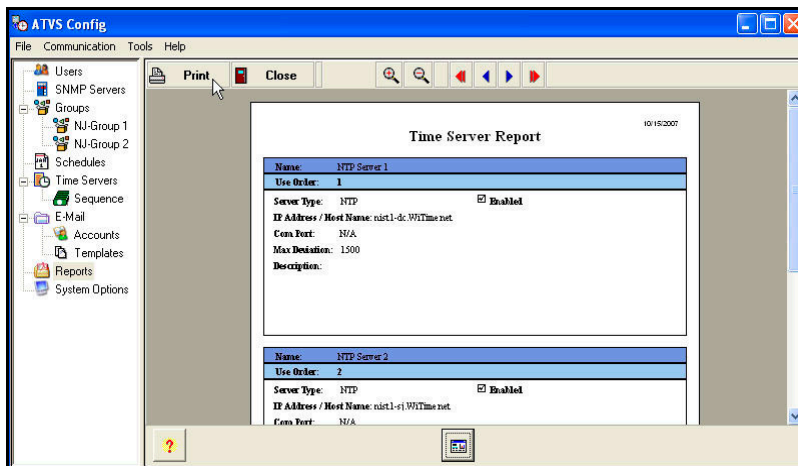 ATVS Config
File Communication Tools Help
Users
SNMP Servers
Groups
NJ-Group 1
NJ-Group 2
Schedules
Time Servers
Sequence
E-Mail
Accounts
Templates
Reports
System Options
Print Close
10/15/2007
Time Server Report
Name: NTP Server 1
Use Order: 1
Server Type: NTP Enabled
IP Address / Host Name: nist1-dc.WiTime.net
Com Port: N/A
Max Deviation: 1500
Description:
Name: NTP Server 2
Use Order: 2
Server Type: NTP Enabled
IP Address / Host Name: nist1-sj.WiTime.net
Com Port: N/A
?